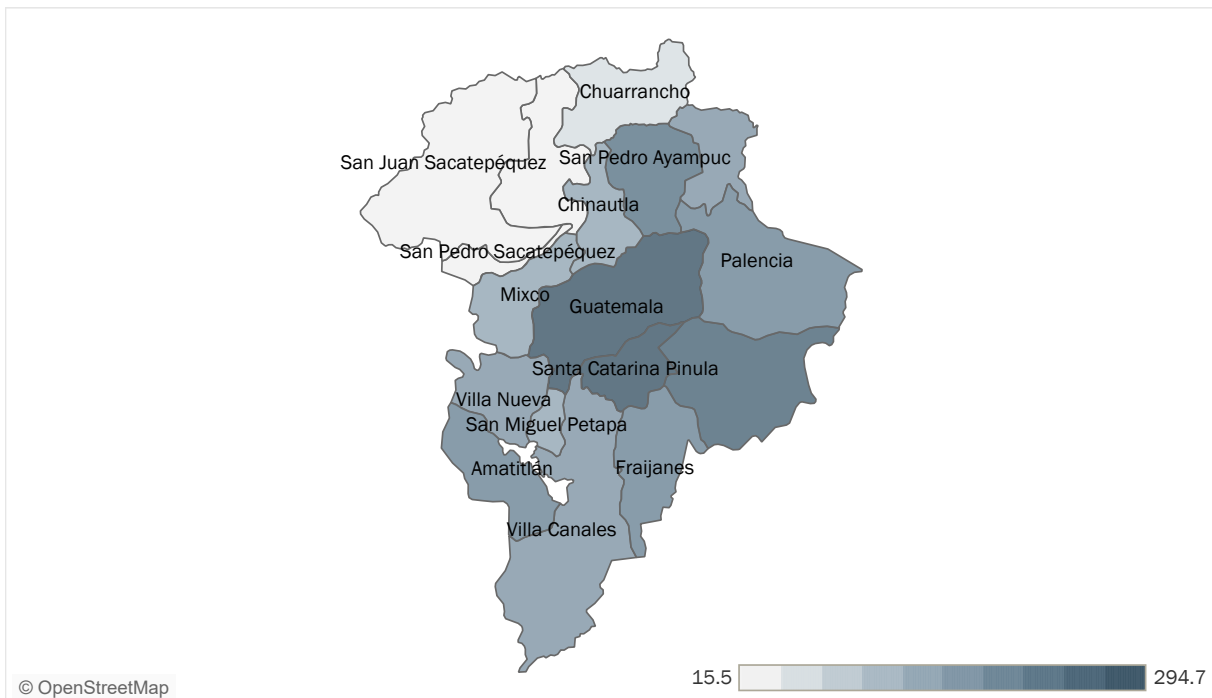 Chuarrancho
San Juan Sacatepéquez
San Pedro Ayampuc
Chinautla
San Pedro Sacatepéquez
Palencia
Mixco
Guatemala
Santa Catarina Pinula
Villa Nueva
San Miguel Petapa
Amatitlán
Fraijanes
Villa Canales
15.5
294.7
© OpenStreetMap